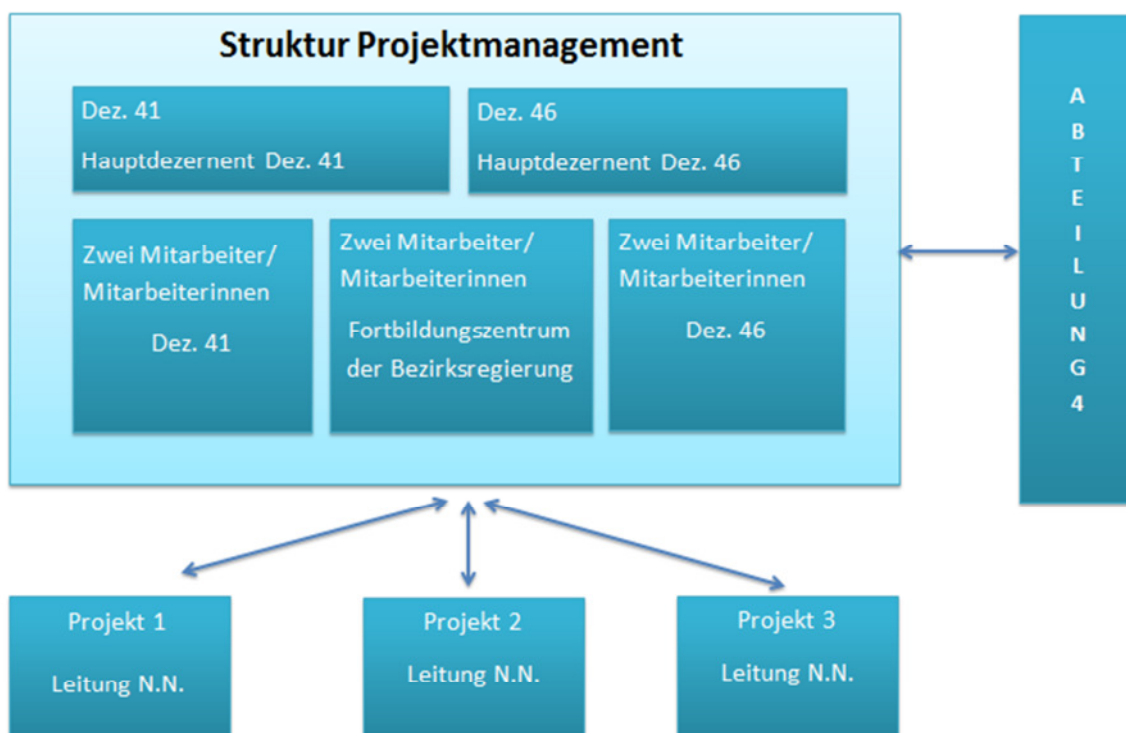 Struktur Projektmanagement
Dez. 41
Hauptdezernent Dez. 41
Dez. 46
Hauptdezernent Dez. 46
Zwei Mitarbeiter/
Mitarbeiterinnen
Dez. 41
Zwei Mitarbeiter/
Mitarbeiterinnen
Fortbildungszentrum
der Bezirksregierung
Zwei Mitarbeiter/
Mitarbeiterinnen
Dez. 46
A
B
T
E
I
L
U
N
G
4
Projekt 1
Leitung N.N.
Projekt 2
Leitung N.N.
Projekt 3
Leitung N.N.